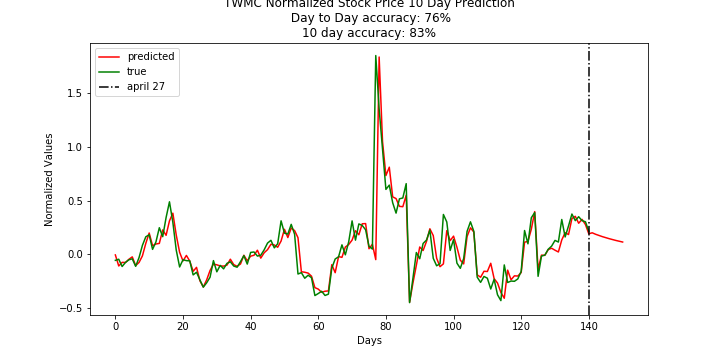 TWMC Normalized Stock Price 10 Day Prediction
Day to Day accuracy: 76%
10 day accuracy: 83%
predicted
true
april 27
Normalized Values
1.5
1.0
0.5
0.0
−0.5
0 20 40 60 80 100 120 140
Days